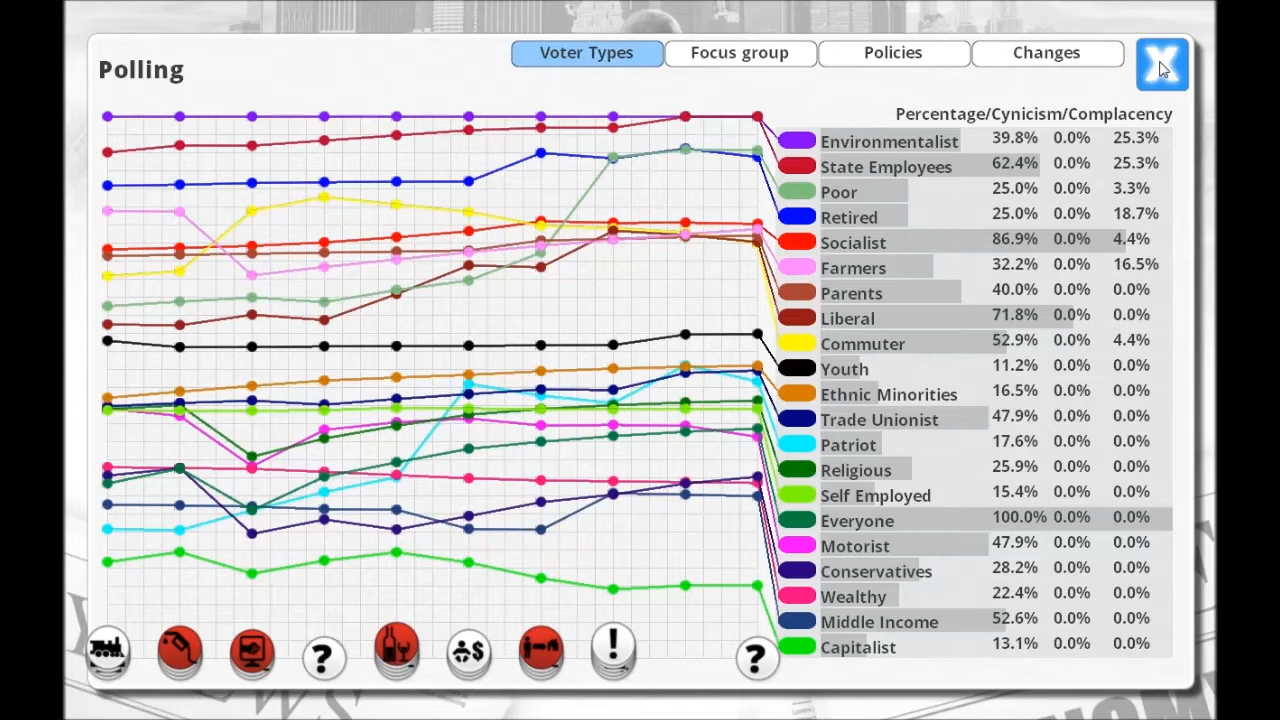 Polling
Voter Types
Focus group
Policies
Changes
X
Percentage/Cynicism/Complacency
Environmentalist 39.8% 0.0% 25.3%
State Employees 62.4% 0.0% 25.3%
Poor 25.0% 0.0% 3.3%
Retired 25.0% 0.0% 18.7%
Socialist 86.9% 0.0% 4.4%
Farmers 32.2% 0.0% 16.5%
Parents 40.0% 0.0% 0.0%
Liberal 71.8% 0.0% 0.0%
Commuter 52.9% 0.0% 4.4%
Youth 11.2% 0.0% 0.0%
Ethnic Minorities 16.5% 0.0% 0.0%
Trade Unionist 47.9% 0.0% 0.0%
Patriot 17.6% 0.0% 0.0%
Religious 25.9% 0.0% 0.0%
Self Employed 15.4% 0.0% 0.0%
Everyone 100.0% 0.0% 0.0%
Motorist 47.9% 0.0% 0.0%
Conservatives 28.2% 0.0% 0.0%
Wealthy 22.4% 0.0% 0.0%
Middle Income 52.6% 0.0% 0.0%
Capitalist 13.1% 0.0% 0.0%
? $ ! ?